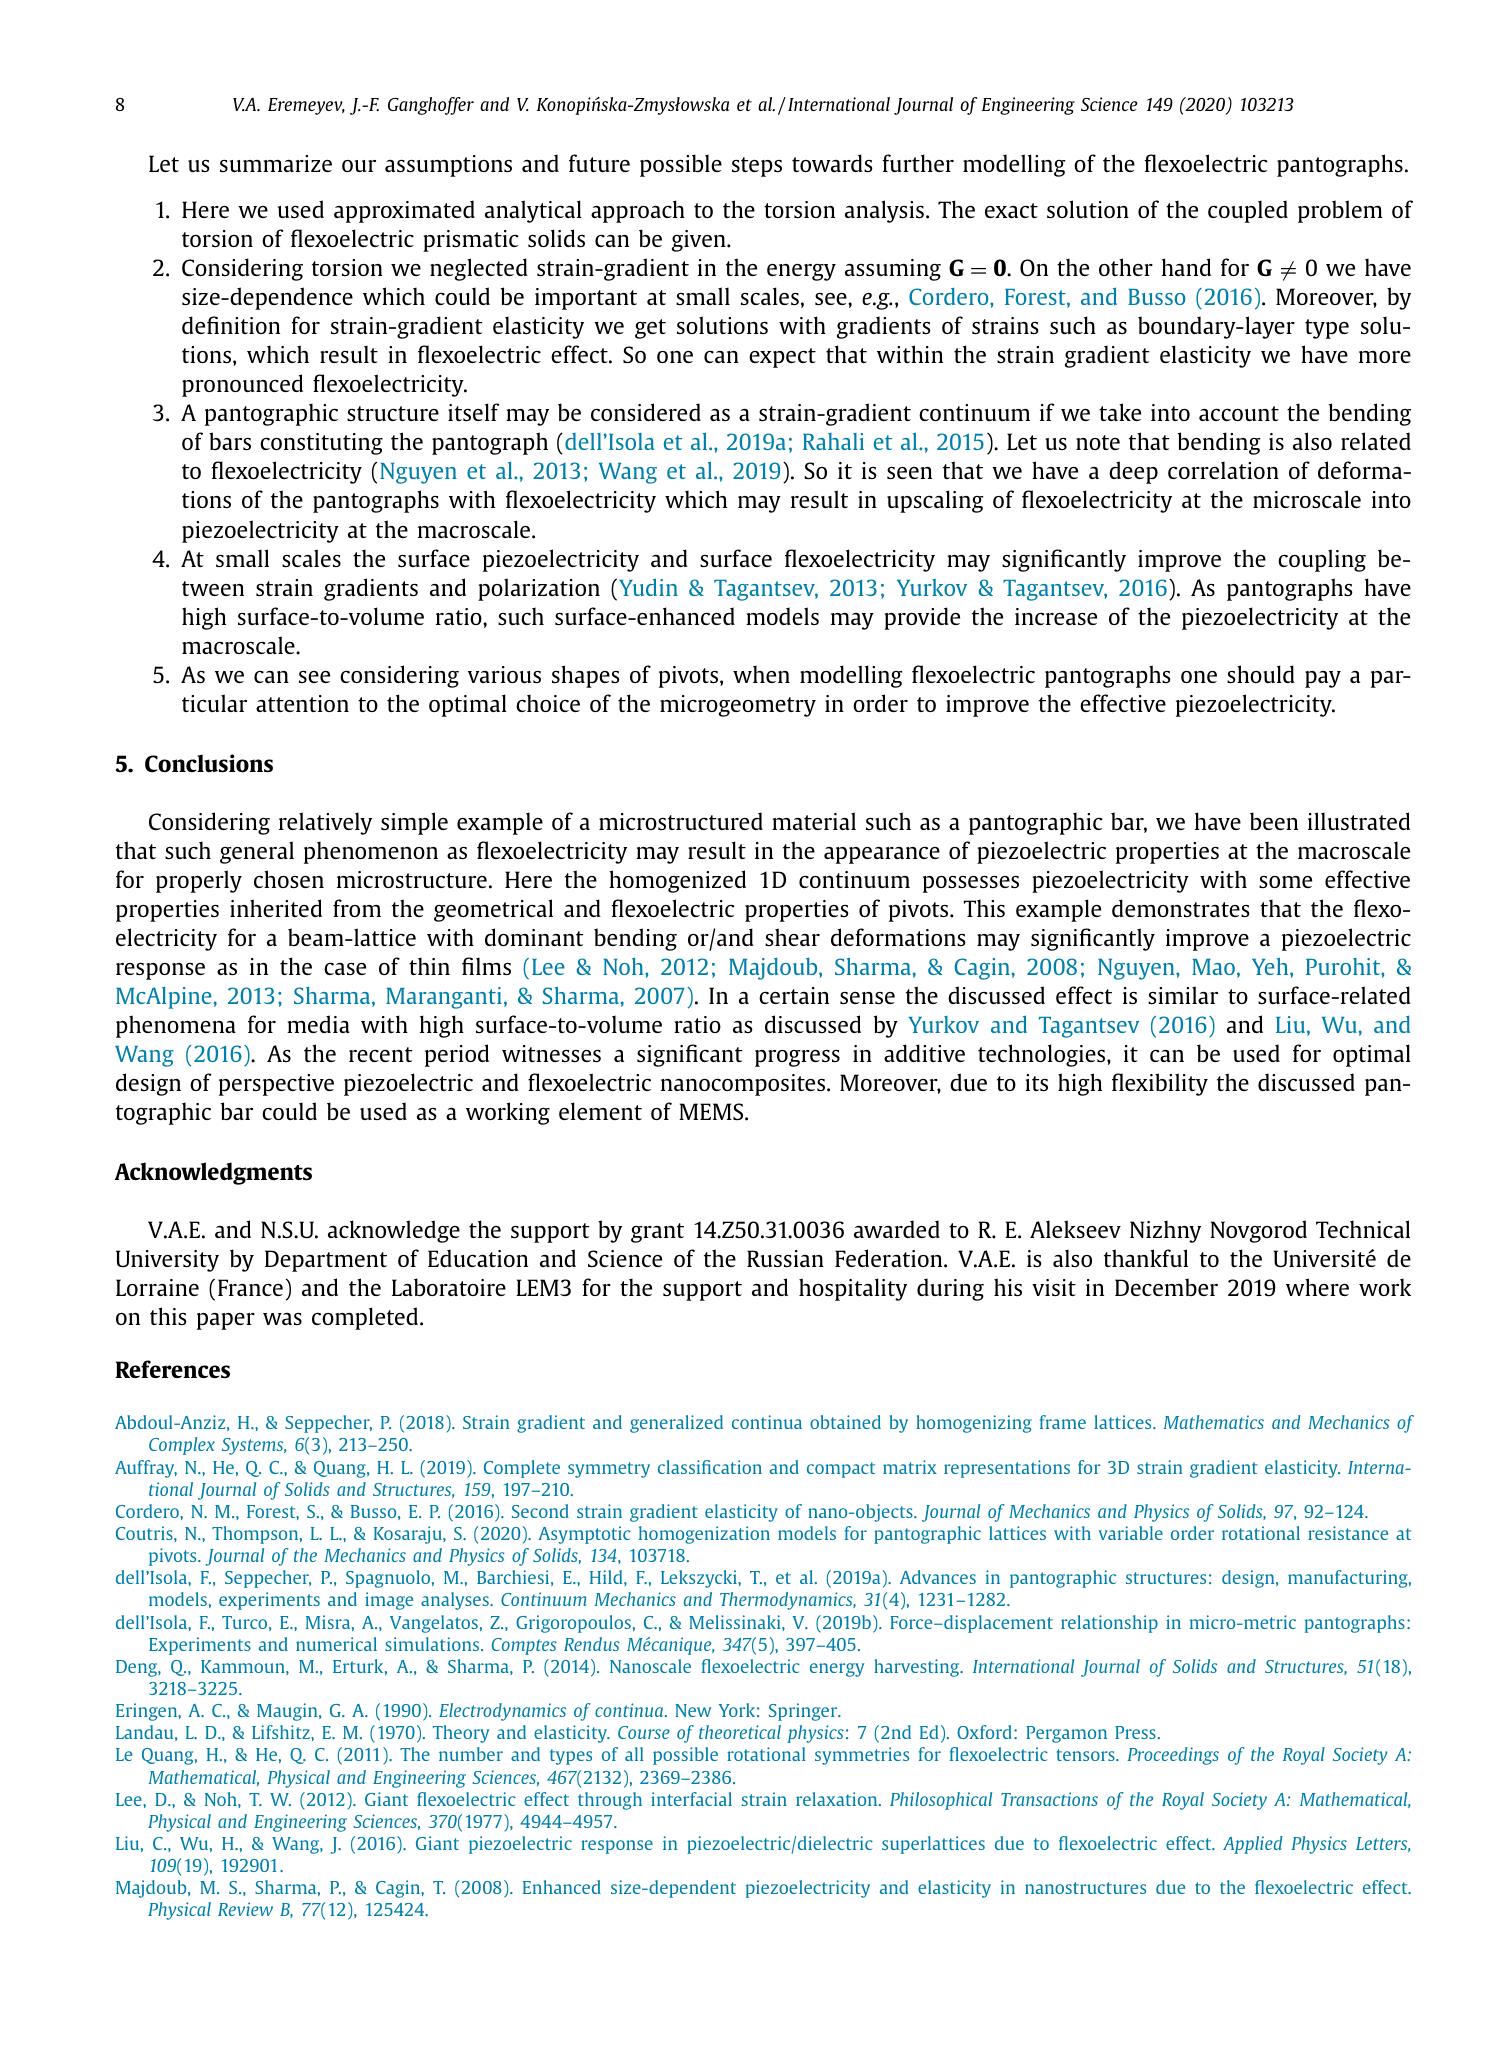 8
V.A. Eremeyev, J.-F. Ganghoffer and V. Konopińska-Zmysłowska et al. / International Journal of Engineering Science 149 (2020) 103213
Let us summarize our assumptions and future possible steps towards further modelling of the flexoelectric pantographs.
1. Here we used approximated analytical approach to the torsion analysis. The exact solution of the coupled problem of
torsion of flexoelectric prismatic solids can be given.
2. Considering torsion we neglected strain-gradient in the energy assuming G = 0. On the other hand for G ≠ 0 we have
size-dependence which could be important at small scales, see, e.g., Cordero, Forest, and Busso (2016). Moreover, by
definition for strain-gradient elasticity we get solutions with gradients of strains such as boundary-layer type solu-
tions, which result in flexoelectric effect. So one can expect that within the strain gradient elasticity we have more
pronounced flexoelectricity.
3. A pantographic structure itself may be considered as a strain-gradient continuum if we take into account the bending
of bars constituting the pantograph (dell'Isola et al., 2019a; Rahali et al., 2015). Let us note that bending is also related
to flexoelectricity (Nguyen et al., 2013; Wang et al., 2019). So it is seen that we have a deep correlation of deforma-
tions of the pantographs with flexoelectricity which may result in upscaling of flexoelectricity at the microscale into
piezoelectricity at the macroscale.
4. At small scales the surface piezoelectricity and surface flexoelectricity may significantly improve the coupling be-
tween strain gradients and polarization (Yudin & Tagantsev, 2013; Yurkov & Tagantsev, 2016). As pantographs have
high surface-to-volume ratio, such surface-enhanced models may provide the increase of the piezoelectricity at the
macroscale.
5. As we can see considering various shapes of pivots, when modelling flexoelectric pantographs one should pay a par-
ticular attention to the optimal choice of the microgeometry in order to improve the effective piezoelectricity.
5. Conclusions
Considering relatively simple example of a microstructured material such as a pantographic bar, we have been illustrated
that such general phenomenon as flexoelectricity may result in the appearance of piezoelectric properties at the macroscale
for properly chosen microstructure. Here the homogenized 1D continuum possesses piezoelectricity with some effective
properties inherited from the geometrical and flexoelectric properties of pivots. This example demonstrates that the flexo-
electricity for a beam-lattice with dominant bending or/and shear deformations may significantly improve a piezoelectric
response as in the case of thin films (Lee & Noh, 2012; Majdoub, Sharma, & Cagin, 2008; Nguyen, Mao, Yeh, Purohit, &
McAlpine, 2013; Sharma, Maranganti, & Sharma, 2007). In a certain sense the discussed effect is similar to surface-related
phenomena for media with high surface-to-volume ratio as discussed by Yurkov and Tagantsev (2016) and Liu, Wu, and
Wang (2016). As the recent period witnesses a significant progress in additive technologies, it can be used for optimal
design of perspective piezoelectric and flexoelectric nanocomposites. Moreover, due to its high flexibility the discussed pan-
tographic bar could be used as a working element of MEMS.
Acknowledgments
V.A.E. and N.S.U. acknowledge the support by grant 14.Z50.31.0036 awarded to R. E. Alekseev Nizhny Novgorod Technical
University by Department of Education and Science of the Russian Federation. V.A.E. is also thankful to the Université de
Lorraine (France) and the Laboratoire LEM3 for the support and hospitality during his visit in December 2019 where work
on this paper was completed.
References
Abdoul-Anziz, H., & Seppecher, P. (2018). Strain gradient and generalized continua obtained by homogenizing frame lattices. Mathematics and Mechanics of
Complex Systems, 6(3), 213–250.
Auffray, N., He, Q. C., & Quang, H. L. (2019). Complete symmetry classification and compact matrix representations for 3D strain gradient elasticity. Interna-
tional Journal of Solids and Structures, 159, 197–210.
Cordero, N. M., Forest, S., & Busso, E. P. (2016). Second strain gradient elasticity of nano-objects. Journal of Mechanics and Physics of Solids, 97, 92–124.
Coutris, N., Thompson, L. L., & Kosaraju, S. (2020). Asymptotic homogenization models for pantographic lattices with variable order rotational resistance at
pivots. Journal of the Mechanics and Physics of Solids, 134, 103718.
dell'Isola, F., Seppecher, P., Spagnuolo, M., Barchiesi, E., Hild, F., Lekszycki, T., et al. (2019a). Advances in pantographic structures: design, manufacturing,
models, experiments and image analyses. Continuum Mechanics and Thermodynamics, 31(4), 1231–1282.
dell'Isola, F., Turco, E., Misra, A., Vangelatos, Z., Grigoropoulos, C., & Melissinaki, V. (2019b). Force–displacement relationship in micro-metric pantographs:
Experiments and numerical simulations. Comptes Rendus Mécanique, 347(5), 397–405.
Deng, Q., Kammoun, M., Erturk, A., & Sharma, P. (2014). Nanoscale flexoelectric energy harvesting. International Journal of Solids and Structures, 51(18),
3218–3225.
Eringen, A. C., & Maugin, G. A. (1990). Electrodynamics of continua. New York: Springer.
Landau, L. D., & Lifshitz, E. M. (1970). Theory and elasticity. Course of theoretical physics: 7 (2nd Ed). Oxford: Pergamon Press.
Le Quang, H., & He, Q. C. (2011). The number and types of all possible rotational symmetries for flexoelectric tensors. Proceedings of the Royal Society A:
Mathematical, Physical and Engineering Sciences, 467(2132), 2369–2386.
Lee, D., & Noh, T. W. (2012). Giant flexoelectric effect through interfacial strain relaxation. Philosophical Transactions of the Royal Society A: Mathematical,
Physical and Engineering Sciences, 370(1977), 4944–4957.
Liu, C., Wu, H., & Wang, J. (2016). Giant piezoelectric response in piezoelectric/dielectric superlattices due to flexoelectric effect. Applied Physics Letters,
109(19), 192901.
Majdoub, M. S., Sharma, P., & Cagin, T. (2008). Enhanced size-dependent piezoelectricity and elasticity in nanostructures due to the flexoelectric effect.
Physical Review B, 77(12), 125424.